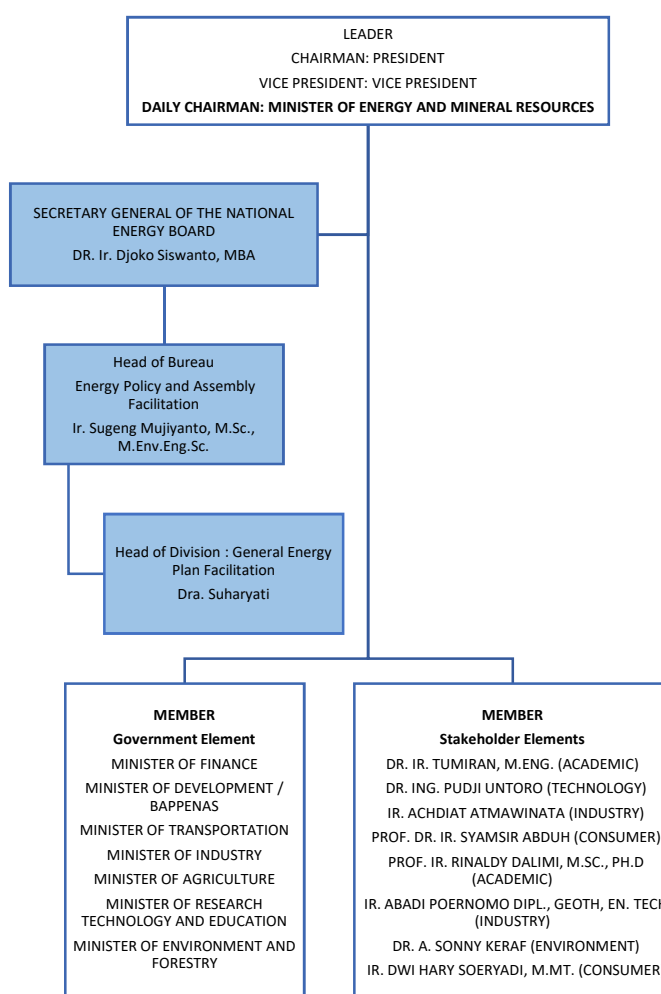 LEADER
CHAIRMAN: PRESIDENT
VICE PRESIDENT: VICE PRESIDENT
DAILY CHAIRMAN: MINISTER OF ENERGY AND MINERAL RESOURCES
SECRETARY GENERAL OF THE NATIONAL
ENERGY BOARD
DR. Ir. Djoko Siswanto, MBA
Head of Bureau
Energy Policy and Assembly
Facilitation
Ir. Sugeng Mujiyanto, M.Sc.,
M.Env.Eng.Sc.
Head of Division : General Energy
Plan Facilitation
Dra. Suharyati
MEMBER
Government Element
MINISTER OF FINANCE
MINISTER OF DEVELOPMENT /
BAPPENAS
MINISTER OF TRANSPORTATION
MINISTER OF INDUSTRY
MINISTER OF AGRICULTURE
MINISTER OF RESEARCH
TECHNOLOGY AND EDUCATION
MINISTER OF ENVIRONMENT AND
FORESTRY
MEMBER
Stakeholder Elements
DR. IR. TUMIRAN, M.ENG. (ACADEMIC)
DR. ING. PUDJI UNTORO (TECHNOLOGY)
IR. ACHDIAT ATMAWINATA (INDUSTRY)
PROF. DR. IR. SYAMSIR ABDUH (CONSUMER)
PROF. IR. RINALDY DALIMI, M.SC., PH.D
(ACADEMIC)
IR. ABADI POERNOMO DIPL., GEOTH, EN. TECH
(INDUSTRY)
DR. A. SONNY KERAF (ENVIRONMENT)
IR. DWI HARY SOERYADI, M.MT. (CONSUMER